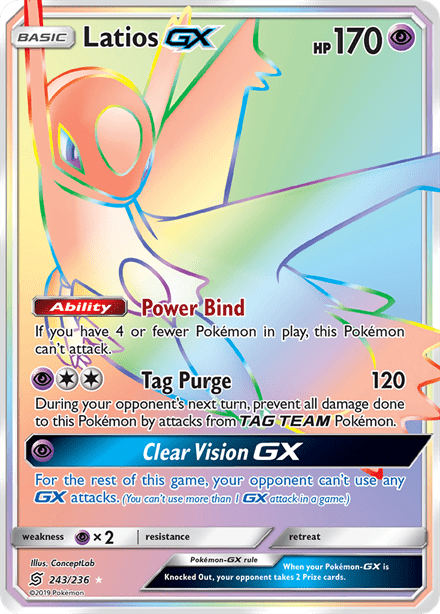 BASIC Latios GX HP170
Ability Power Bind
If you have 4 or fewer Pokémon in play, this Pokémon
can't attack.
Tag Purge 120
During your opponent's next turn, prevent all damage done
to this Pokémon by attacks from TAG TEAM Pokémon.
Clear Vision GX
For the rest of this game, your opponent can't use any
GX attacks. (You can't use more than 1 GX attack in a game.)
weakness ×2 resistance retreat
Illus. ConceptLab
243/236
©2019 Pokémon
Pokémon-GX rule
When your Pokémon-GX is
Knocked Out, your opponent takes 2 Prize cards.